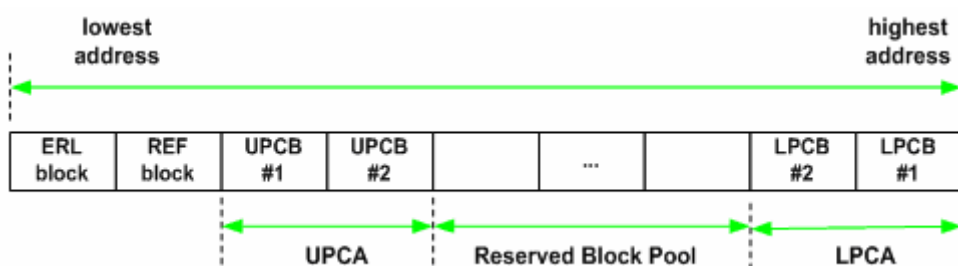 lowest address
highest address
ERL block
REF block
UPCB #1
UPCB #2
...
LPCB #2
LPCB #1
UPCA
Reserved Block Pool
LPCA